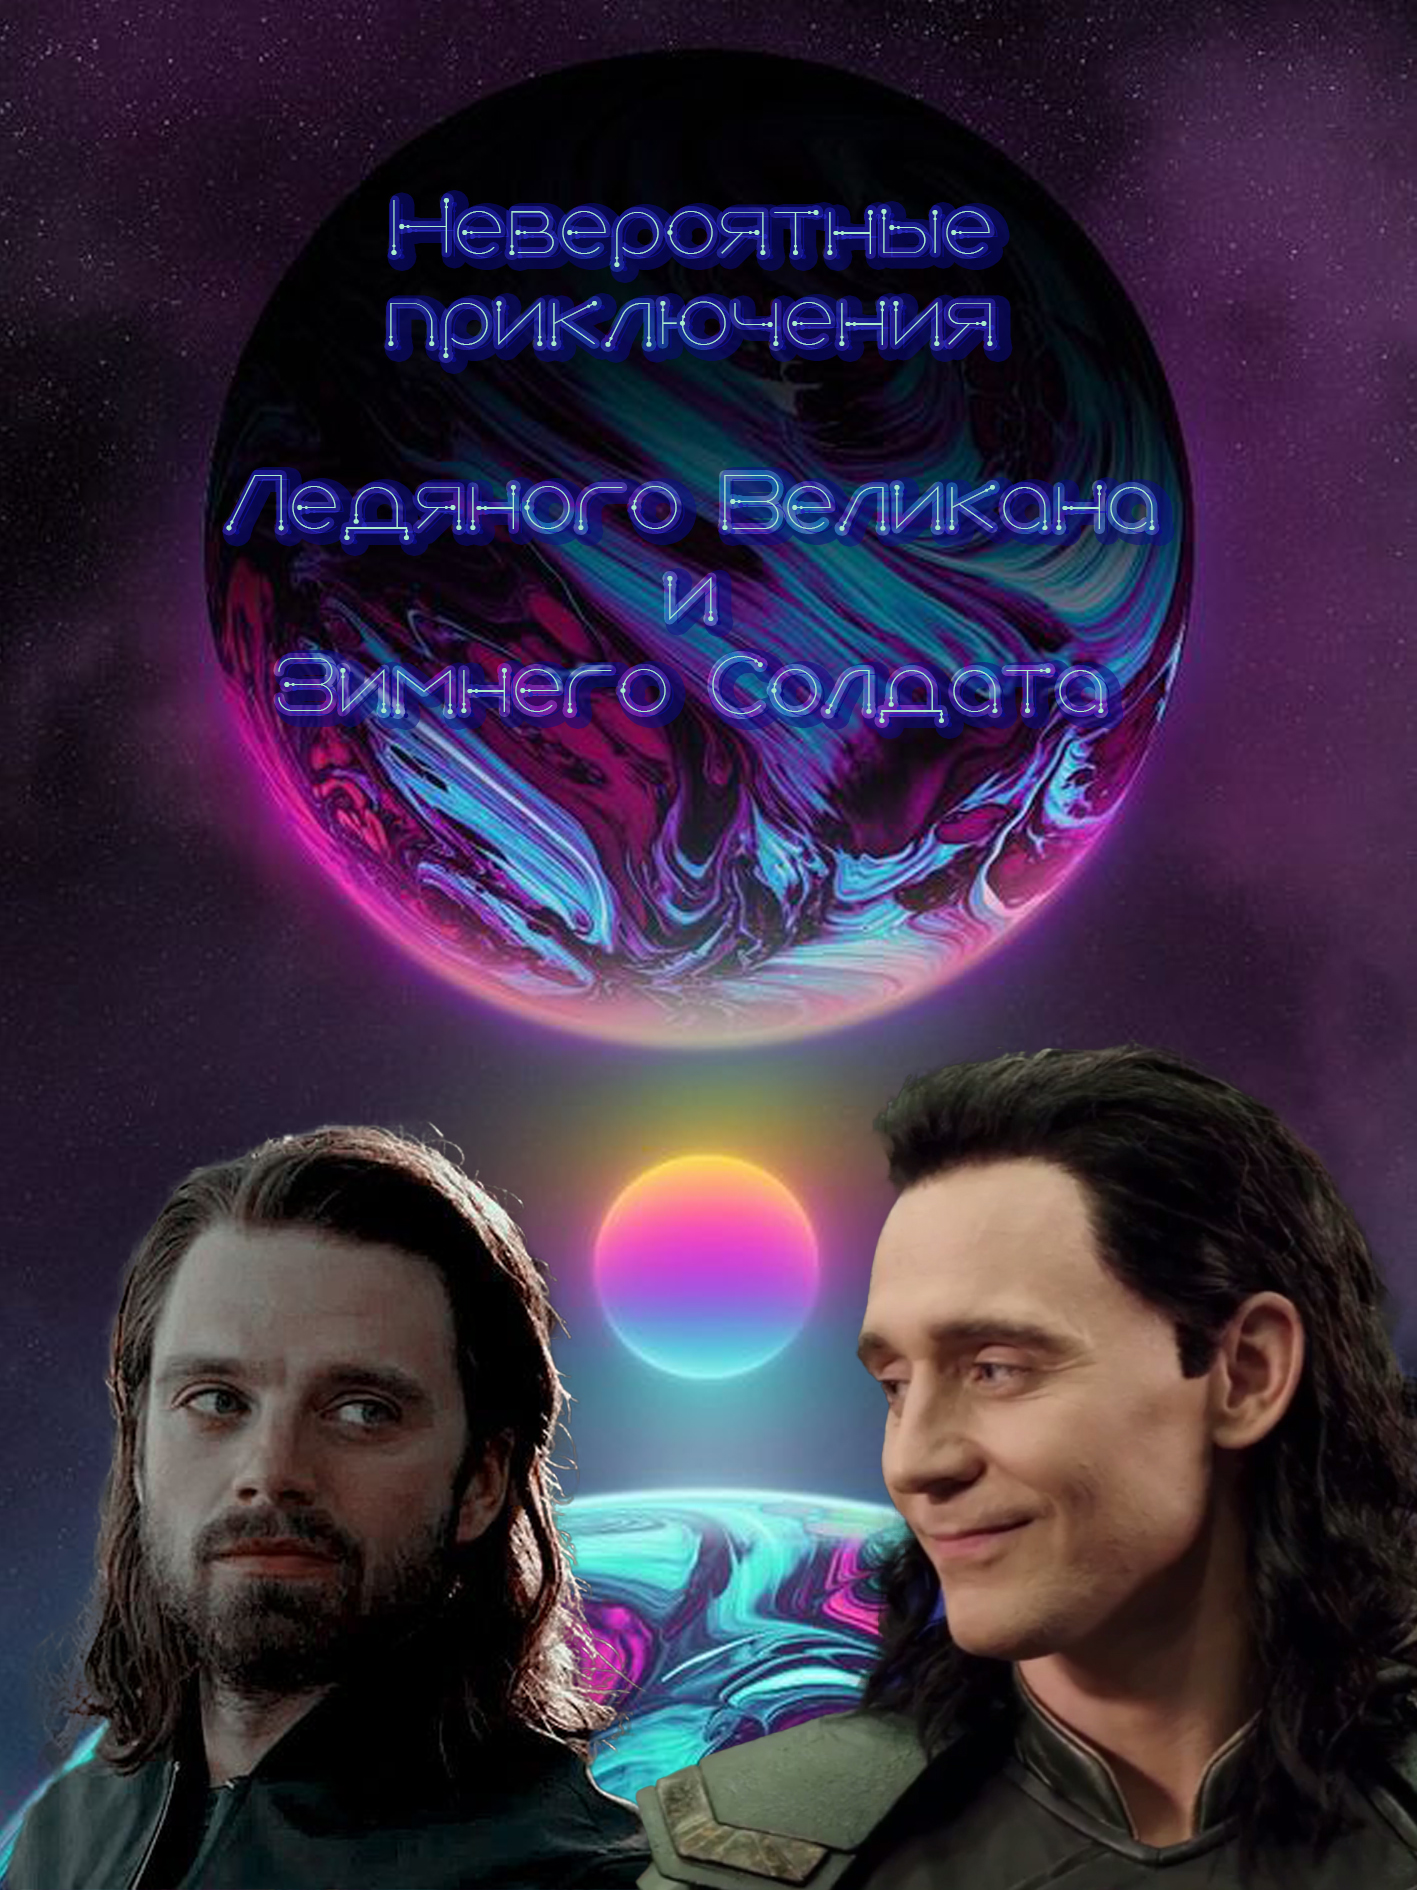 Невероятные
приключения
Ледяного Великана
и
Зимнего Солдата